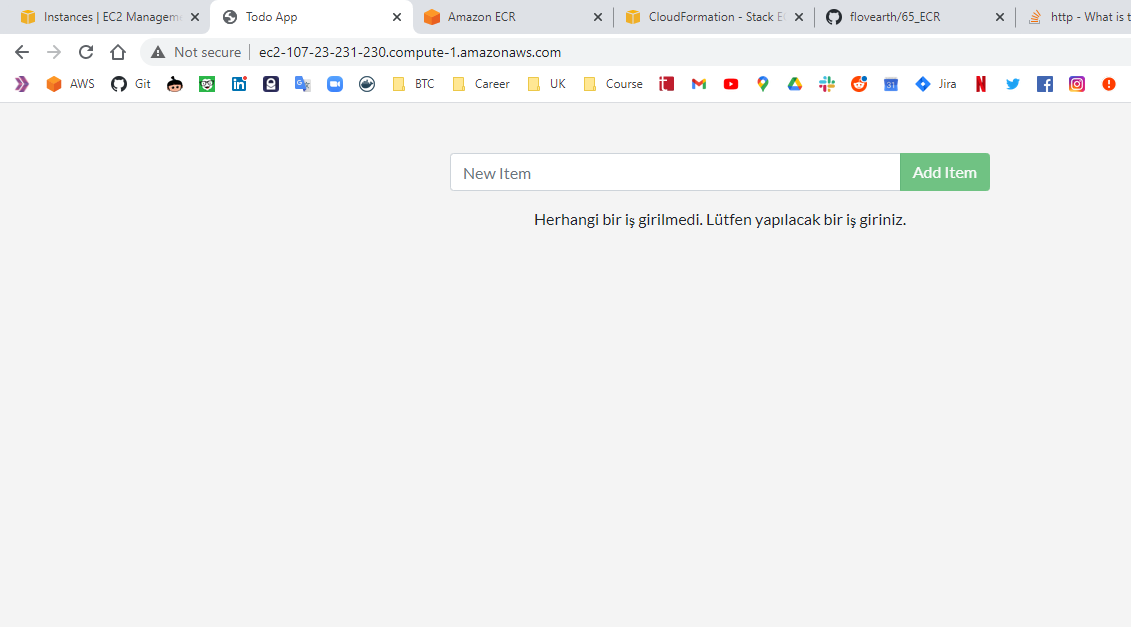 Instances | EC2 Manageme
Todo App
Amazon ECR
CloudFormation - Stack E
flovearth/65_ECR
http - What is t
Not secure
ec2-107-23-231-230.compute-1.amazonaws.com
AWS
Git
BTC
Career
UK
Course
31
Jira
New Item
Add Item
Herhangi bir iş girilmedi. Lütfen yapılacak bir iş giriniz.